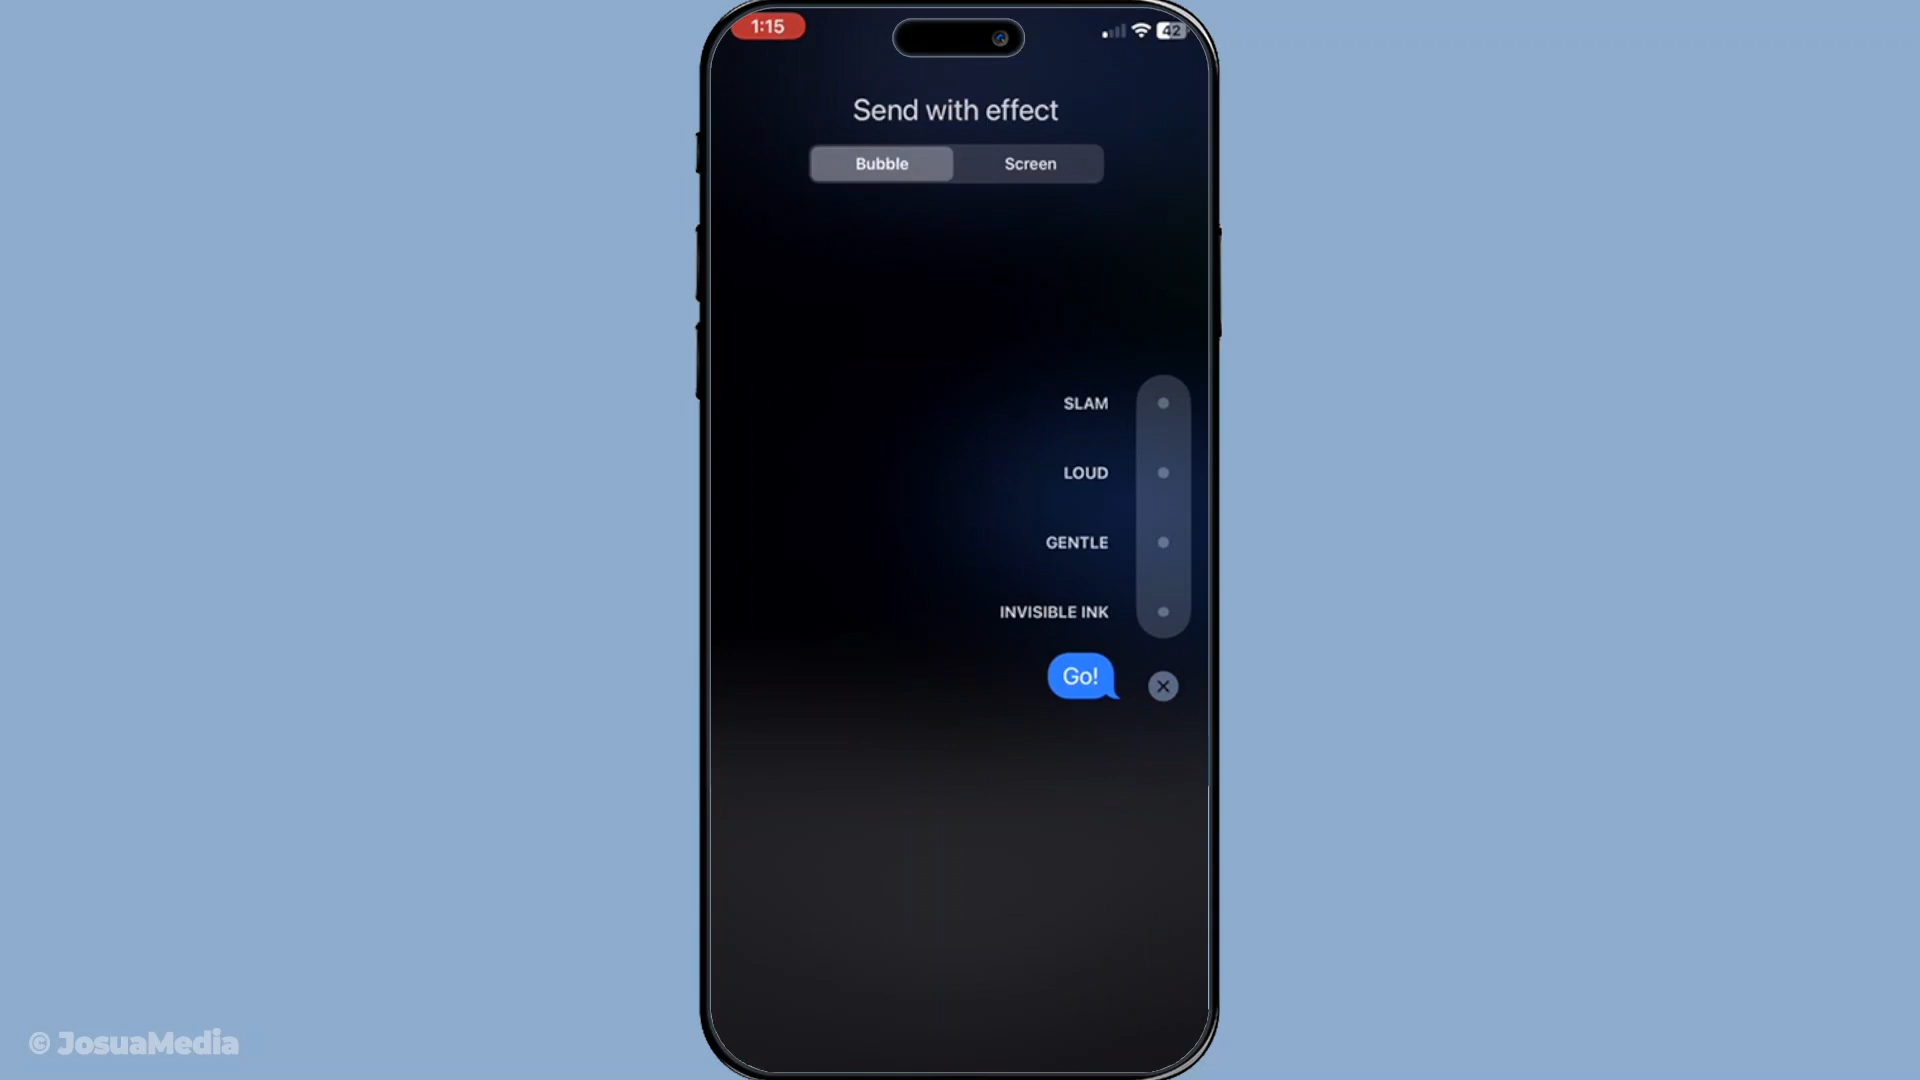 1:15
42
Send with effect
Bubble Screen
SLAM
LOUD
GENTLE
INVISIBLE INK
Go!
© JosuaMedia